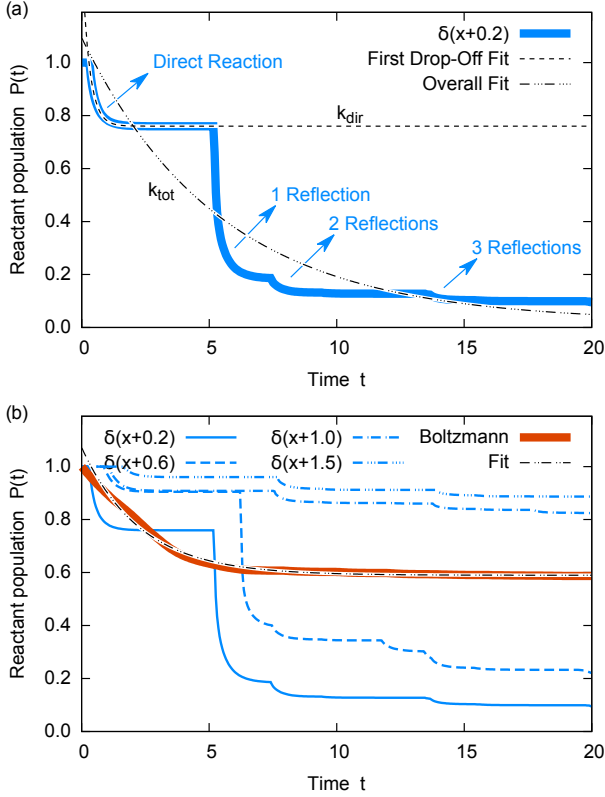 (a)
δ(x+0.2)
First Drop-Off Fit
Overall Fit
Direct Reaction
k_dir
k_tot
1 Reflection
2 Reflections
3 Reflections
Reactant population P(t)
1.0
0.8
0.6
0.4
0.2
0.0
0 5 10 15 20
Time t
(b)
δ(x+0.2) δ(x+1.0) Boltzmann
δ(x+0.6) δ(x+1.5) Fit
Reactant population P(t)
1.0
0.8
0.6
0.4
0.2
0.0
0 5 10 15 20
Time t